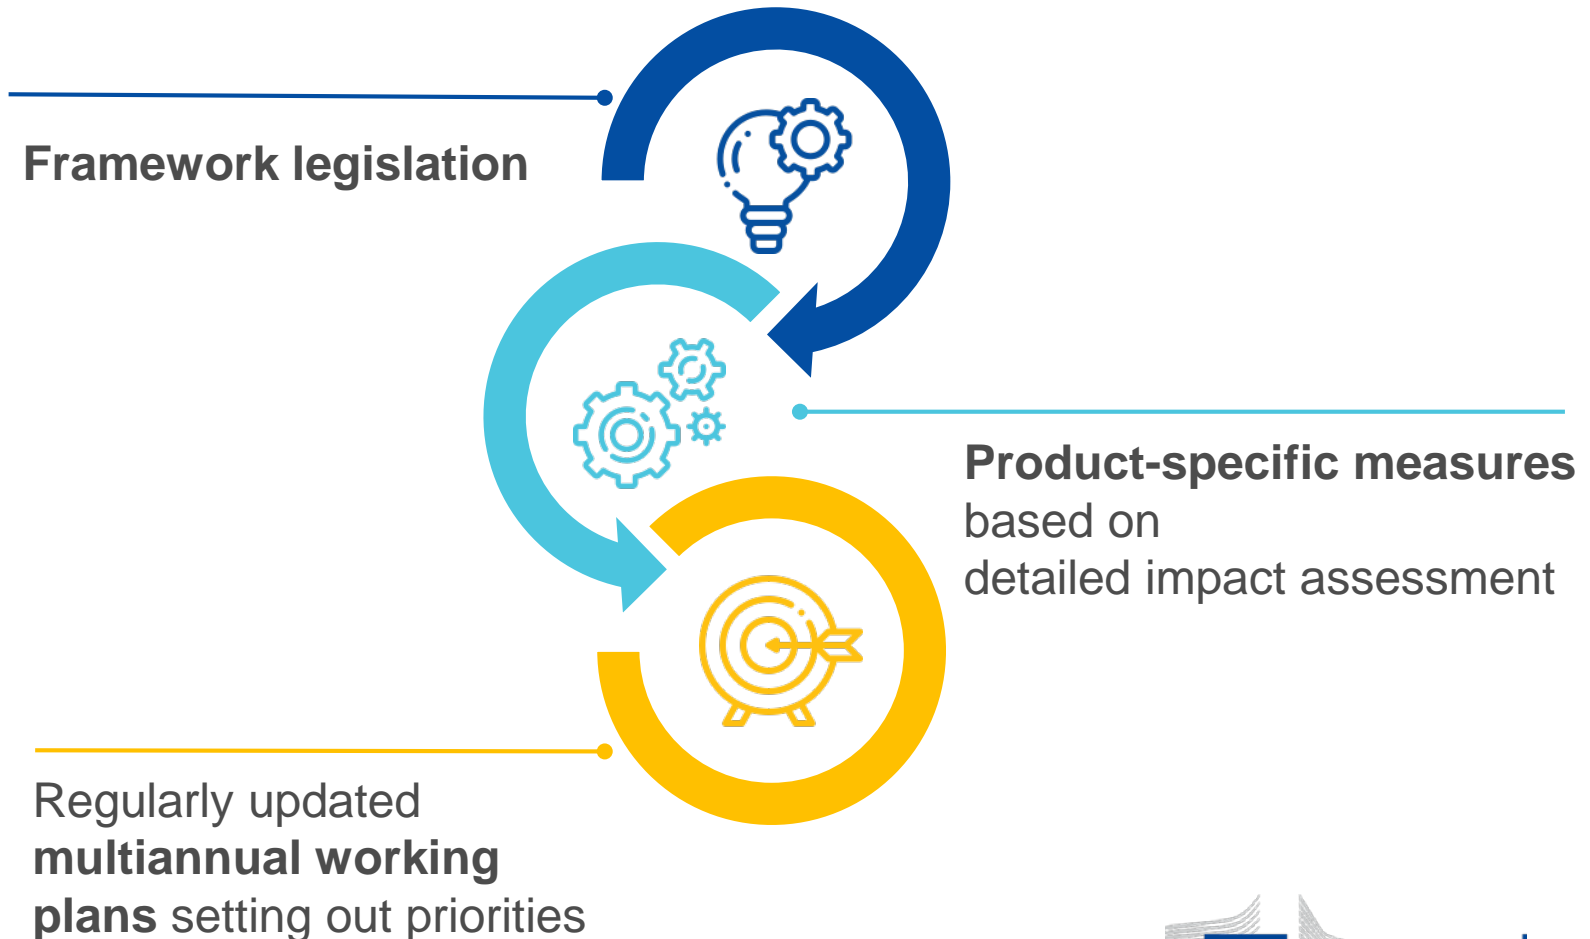 Framework legislation
Product-specific measures
based on
detailed impact assessment
Regularly updated
multiannual working
plans setting out priorities